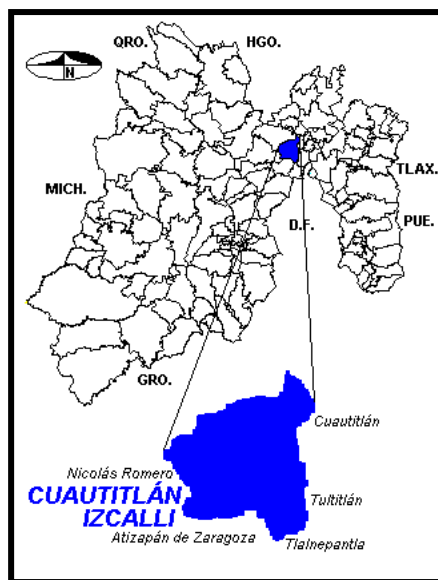 QRO.
HGO.
N
MICH.
TLAX.
PUE.
D.F.
GRO.
Cuautitlán
Nicolás Romero
CUAUTITLÁN
IZCALLI
Tultitlán
Atizapán de Zaragoza
Tlalnepantla